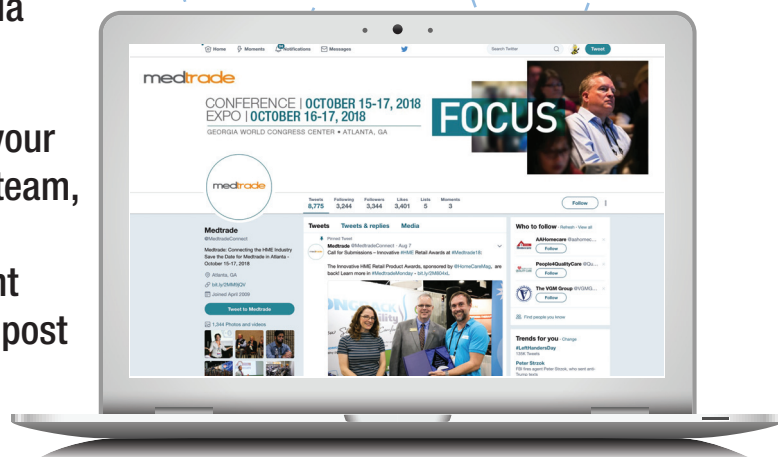 la
your
team,
nt
post
Home Moments Notifications Messages Search Twitter Tweet
medtrade
CONFERENCE | OCTOBER 15-17, 2018
EXPO | OCTOBER 16-17, 2018
GEORGIA WORLD CONGRESS CENTER • ATLANTA, GA
FOCUS
medtrade
Tweets Following Followers Likes Lists Moments
8,775 3,244 3,344 3,401 5 3
Follow
Medtrade
@MedtradeConnect
Medtrade: Connecting the HME Industry
Save the Date for Medtrade in Atlanta -
October 15-17, 2018
Atlanta, GA
Joined April 2009
Tweet to Medtrade
1,344 Photos and videos
Tweets Tweets & replies Media
Pinned Tweet
Medtrade @MedtradeConnect · Aug 7
Call for Submissions – Innovative #HME Retail Awards at #Medtrade18:
The Innovative HME Retail Product Awards, sponsored by @HomeCareMag, are
back! Learn more in #MedtradeMonday -
Who to follow · Refresh · View all
AAHomecare @aahomec...
Follow
People4QualityCare @Qu...
Follow
The VGM Group @VGMG...
Follow
Find people you know
Trends for you · Change
#LeftHandersDay
Tweets
Peter Strzok
FBI fires agent Peter Strzok, who sent anti-
Trump texts